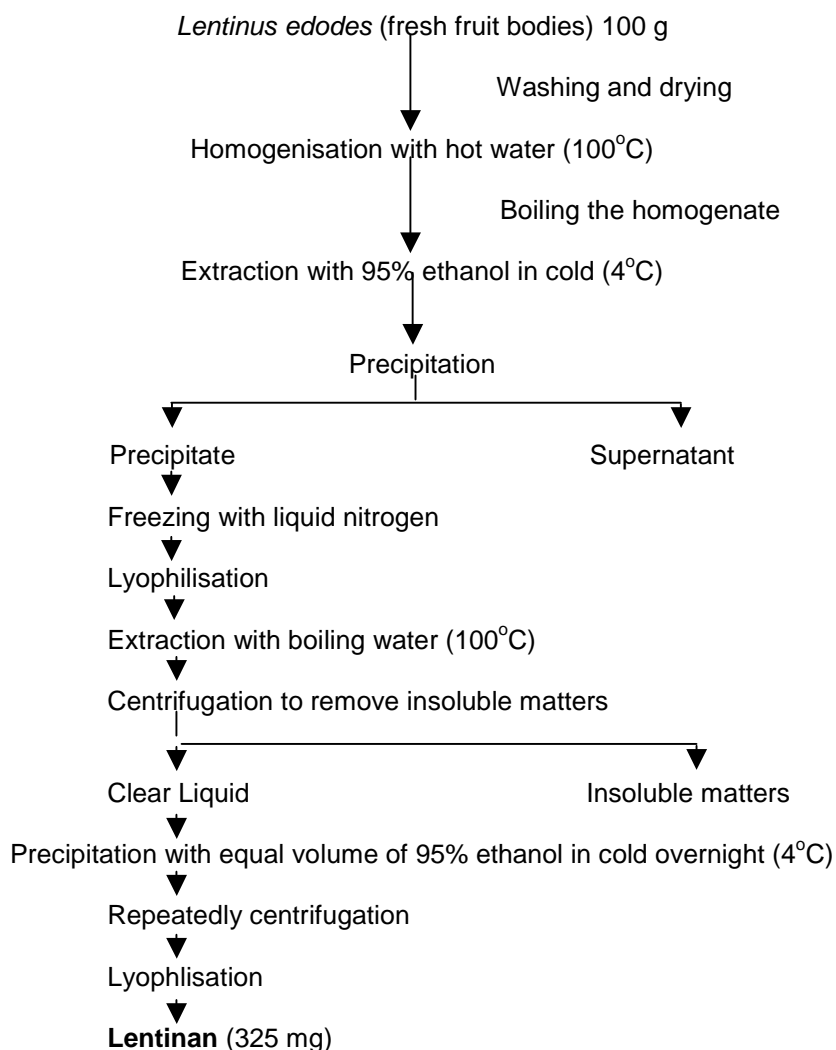 Lentinus edodes (fresh fruit bodies) 100 g
Washing and drying
Homogenisation with hot water (100°C)
Boiling the homogenate
Extraction with 95% ethanol in cold (4°C)
Precipitation
Precipitate
Supernatant
Freezing with liquid nitrogen
Lyophilisation
Extraction with boiling water (100°C)
Centrifugation to remove insoluble matters
Clear Liquid
Insoluble matters
Precipitation with equal volume of 95% ethanol in cold overnight (4°C)
Repeatedly centrifugation
Lyophlisation
Lentinan (325 mg)